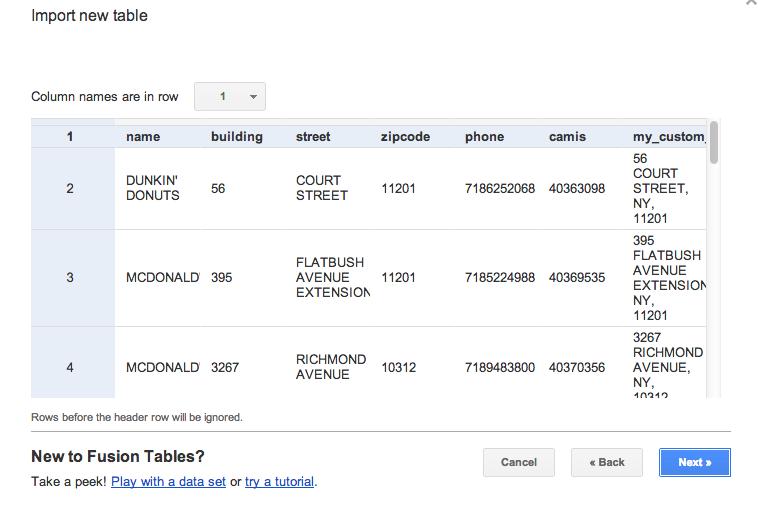 Import new table
Column names are in row 1
1 name building street zipcode phone camis my_custom_
2 DUNKIN' DONUTS 56 COURT STREET 11201 7186252068 40363098 56 COURT STREET, NY, 11201
3 MCDONALD' 395 FLATBUSH AVENUE EXTENSION 11201 7185224988 40369535 395 FLATBUSH AVENUE EXTENSION NY, 11201
4 MCDONALD' 3267 RICHMOND AVENUE 10312 7189483800 40370356 3267 RICHMOND AVENUE, NY, 10312
Rows before the header row will be ignored.
New to Fusion Tables?
Take a peek! Play with a data set or try a tutorial.
Cancel « Back Next »